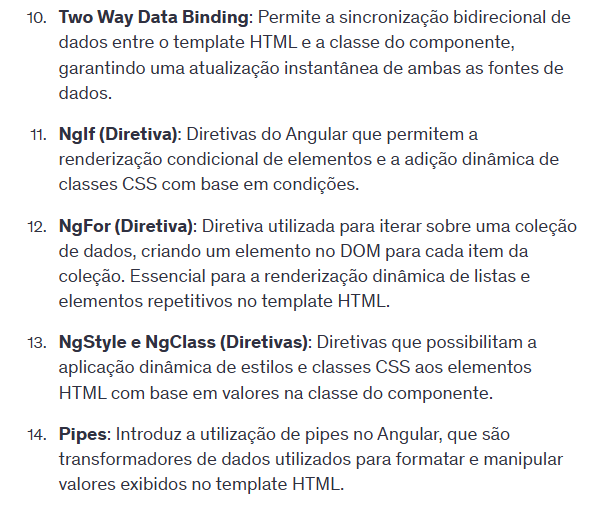 10. Two Way Data Binding: Permite a sincronização bidirecional de
dados entre o template HTML e a classe do componente,
garantindo uma atualização instantânea de ambas as fontes de
dados.
11. NgIf (Diretiva): Diretivas do Angular que permitem a
renderização condicional de elementos e a adição dinâmica de
classes CSS com base em condições.
12. NgFor (Diretiva): Diretiva utilizada para iterar sobre uma coleção
de dados, criando um elemento no DOM para cada item da
coleção. Essencial para a renderização dinâmica de listas e
elementos repetitivos no template HTML.
13. NgStyle e NgClass (Diretivas): Diretivas que possibilitam a
aplicação dinâmica de estilos e classes CSS aos elementos
HTML com base em valores na classe do componente.
14. Pipes: Introduz a utilização de pipes no Angular, que são
transformadores de dados utilizados para formatar e manipular
valores exibidos no template HTML.